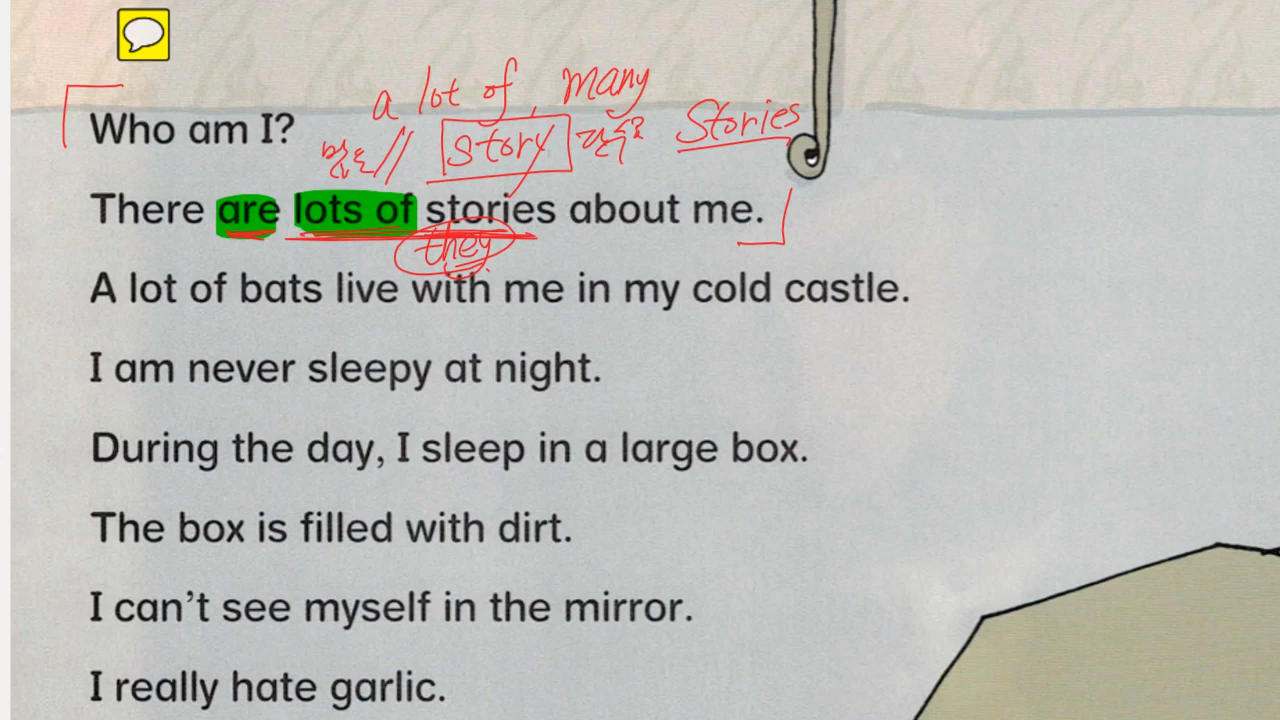 a lot of, many
Who am I?
많은 story Stories
There are lots of stories about me.
they
A lot of bats live with me in my cold castle.
I am never sleepy at night.
During the day, I sleep in a large box.
The box is filled with dirt.
I can't see myself in the mirror.
I really hate garlic.